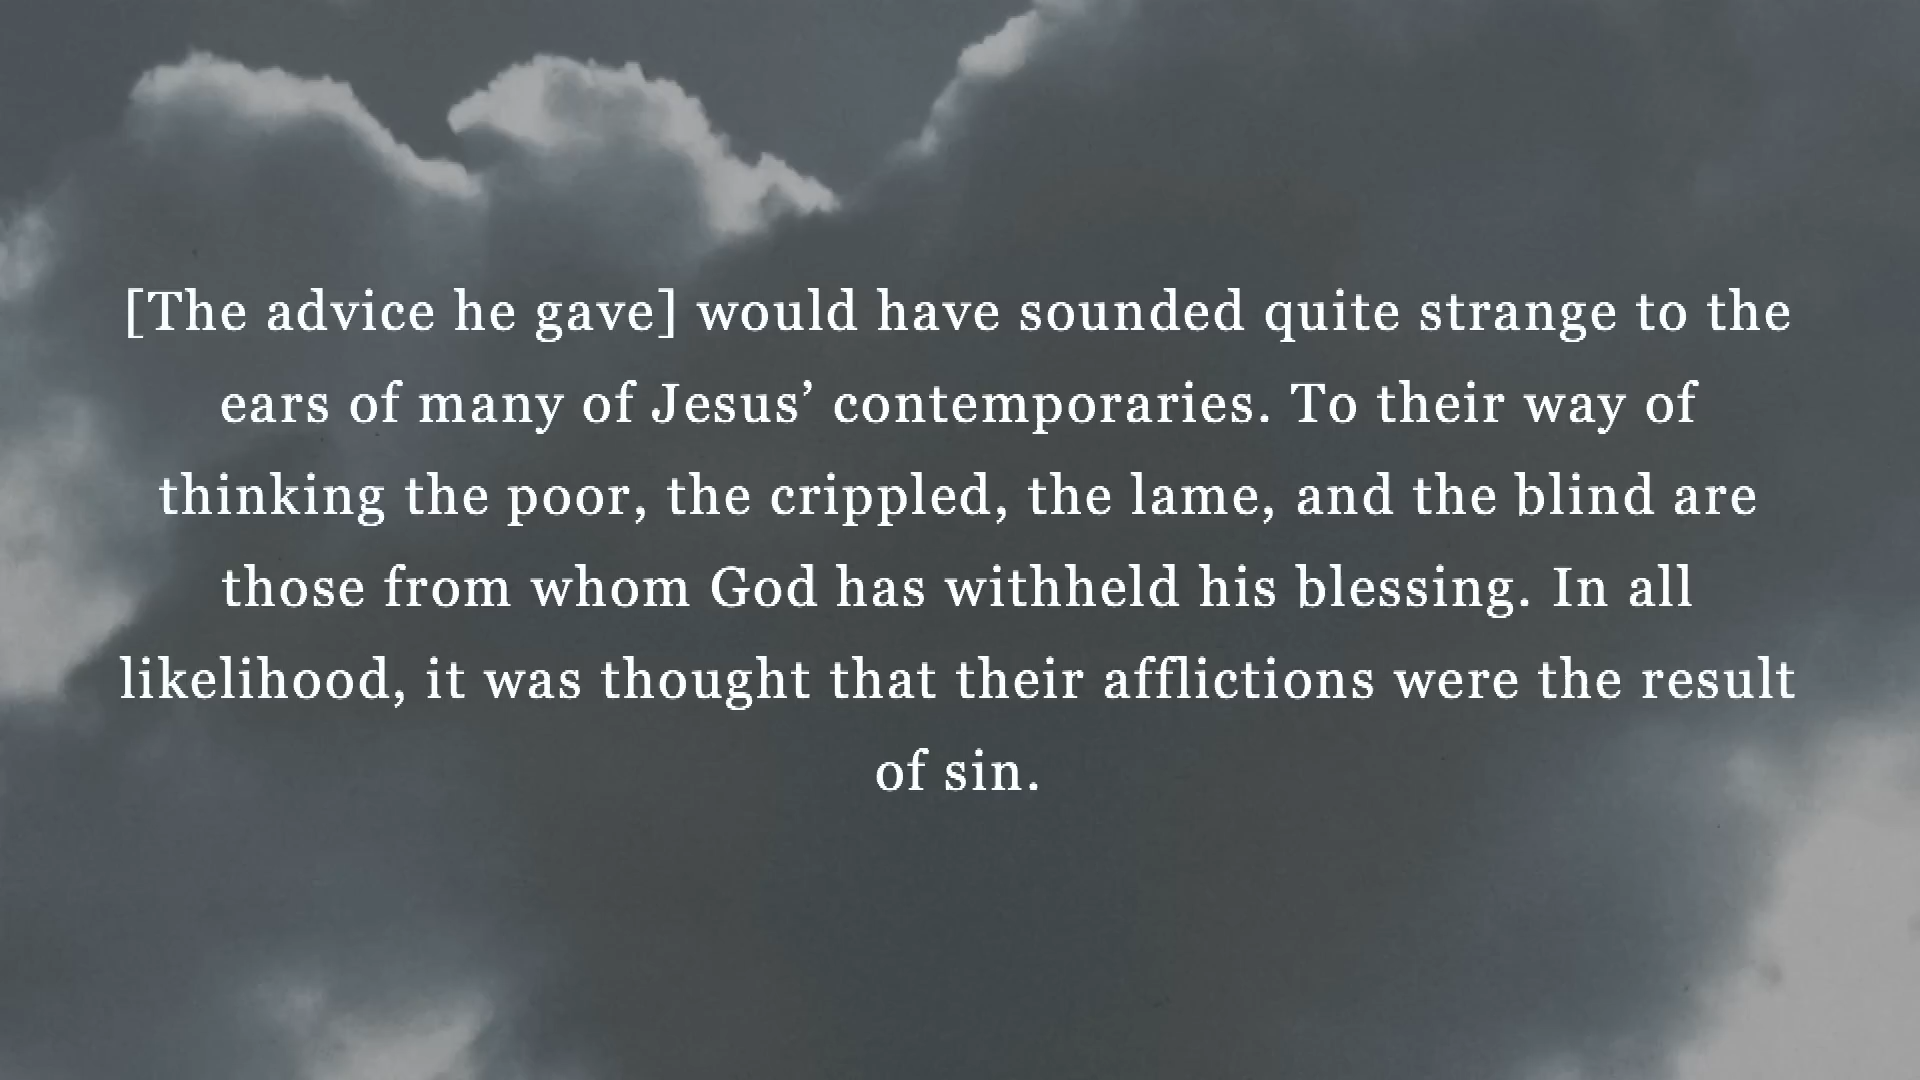 [The advice he gave] would have sounded quite strange to the
ears of many of Jesus’ contemporaries. To their way of
thinking the poor, the crippled, the lame, and the blind are
those from whom God has withheld his blessing. In all
likelihood, it was thought that their afflictions were the result
of sin.